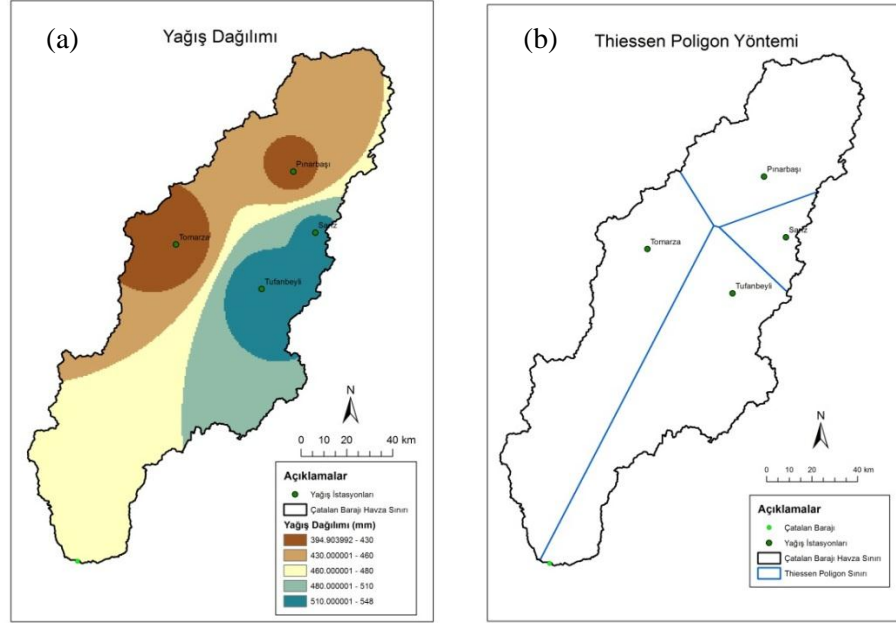 (a)
Yağış Dağılımı
Pınarbaşı
Tomarza
Sarız
Tufanbeyli
N
0 10 20 40 km
Açıklamalar
Yağış İstasyonları
Çatalan Barajı Havza Sınırı
Yağış Dağılımı (mm)
394.903992 - 430
430.000001 - 460
460.000001 - 480
480.000001 - 510
510.000001 - 548
(b)
Thiessen Poligon Yöntemi
Pınarbaşı
Sarız
Tomarza
Tufanbeyli
N
0 10 20 40 km
Açıklamalar
Çatalan Barajı
Yağış İstasyonları
Çatalan Barajı Havza Sınırı
Thiessen Poligon Sınırı